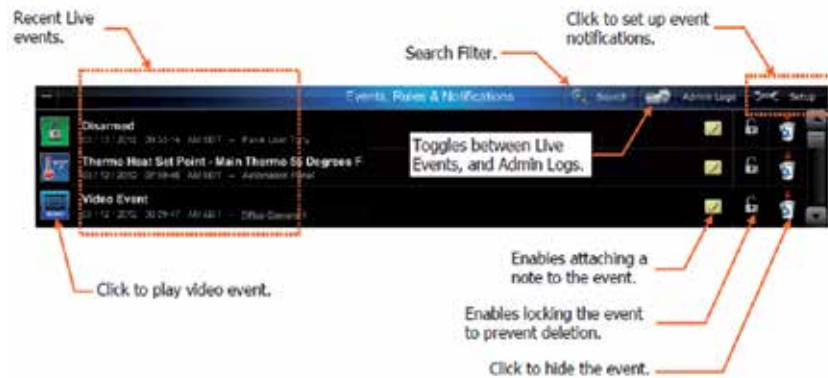 Recent Live
events.
Click to set up event
notifications.
Search Filter.
Events, Rules & Notifications
Search
Admin Logs
Setup
Disarmed
Toggles between Live
Events, and Admin Logs.
Thermo Heat Set Point - Main Thermo 55 Degrees F
Video Event
Click to play video event.
Enables attaching a
note to the event.
Enables locking the event
to prevent deletion.
Click to hide the event.